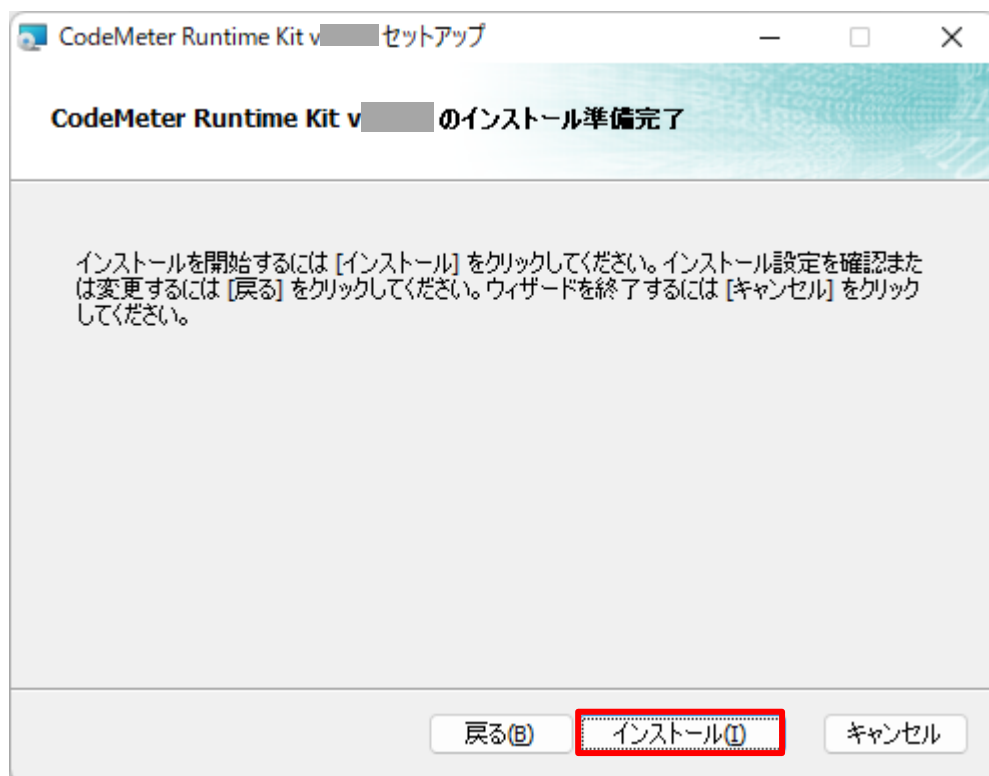 CodeMeter Runtime Kit v セットアップ
CodeMeter Runtime Kit v のインストール準備完了
インストールを開始するには [インストール] をクリックしてください。インストール設定を確認また
は変更するには [戻る] をクリックしてください。ウィザードを終了するには [キャンセル] をクリック
してください。
戻る(B) インストール(I) キャンセル